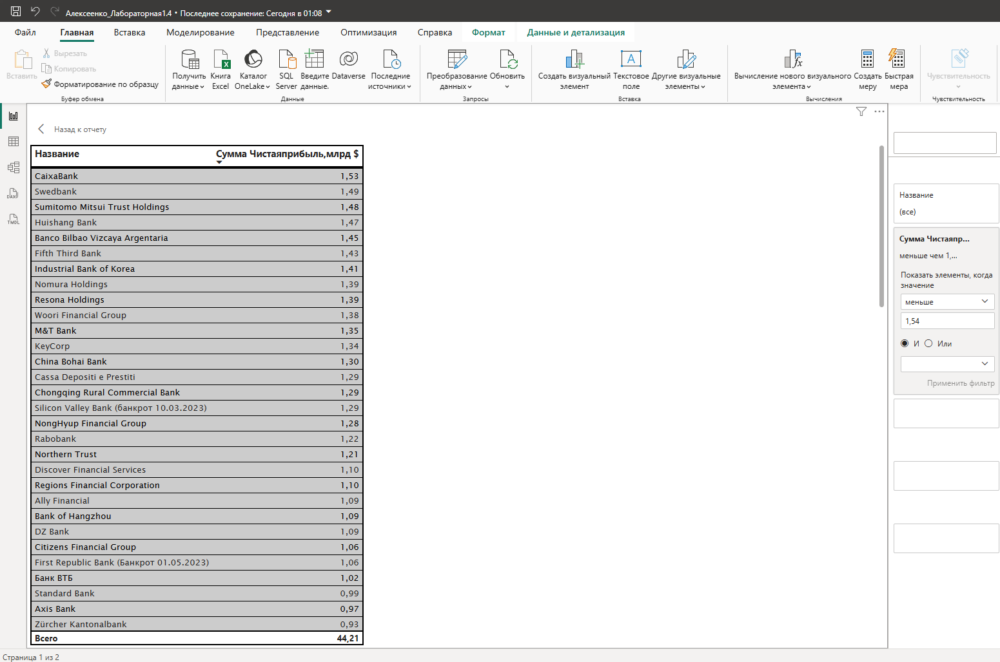 Алексеенко_Лабораторная1.4 • Последнее сохранение: Сегодня в 01:08
Файл Главная Вставка Моделирование Представление Оптимизация Справка Формат Данные и детализация
Вставить
Вырезать
Копировать
Форматирование по образцу
Буфер обмена
Получить данные
Книга Excel
Каталог OneLake
SQL Server
Введите данные.
Dataverse
Последние источники
Данные
Преобразование данных
Обновить
Запросы
Создать визуальный элемент
Текстовое поле
Другие визуальные элементы
Вставка
Вычисление нового визуального элемента
Создать меру
Быстрая мера
Вычисления
Чувствительность
Чувствительность
DAX
TMDL
Назад к отчету
Название Сумма Чистаяприбыль,млрд $
CaixaBank 1,53
Swedbank 1,49
Sumitomo Mitsui Trust Holdings 1,48
Huishang Bank 1,47
Banco Bilbao Vizcaya Argentaria 1,45
Fifth Third Bank 1,43
Industrial Bank of Korea 1,41
Nomura Holdings 1,39
Resona Holdings 1,39
Woori Financial Group 1,38
M&T Bank 1,35
KeyCorp 1,34
China Bohai Bank 1,30
Cassa Depositi e Prestiti 1,29
Chongqing Rural Commercial Bank 1,29
Silicon Valley Bank (банкрот 10.03.2023) 1,29
NongHyup Financial Group 1,28
Rabobank 1,22
Northern Trust 1,21
Discover Financial Services 1,10
Regions Financial Corporation 1,10
Ally Financial 1,09
Bank of Hangzhou 1,09
DZ Bank 1,09
Citizens Financial Group 1,06
First Republic Bank (Банкрот 01.05.2023) 1,06
Банк ВТБ 1,02
Standard Bank 0,99
Axis Bank 0,97
Zürcher Kantonalbank 0,93
Всего 44,21
Название
(все)
Сумма Чистаяпр...
меньше чем 1,...
Показать элементы, когда
значение
меньше
1,54
И Или
Применить фильтр
Страница 1 из 2